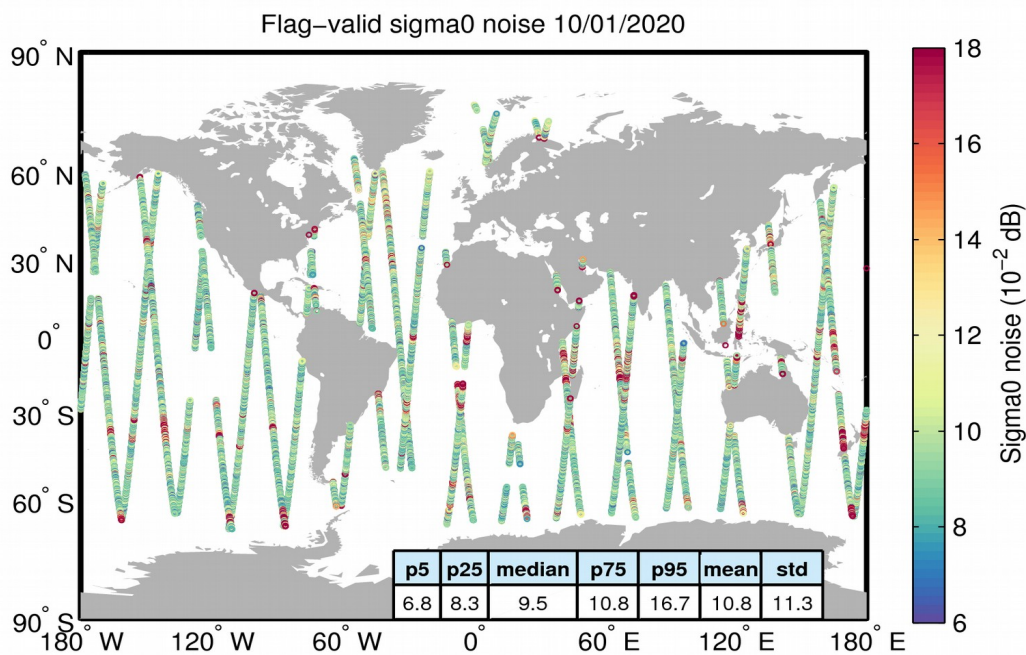 Flag−valid sigma0 noise 10/01/2020
90° N
60° N
30° N
0°
30° S
60° S
90° S
180° W
120° W
60° W
0°
60° E
120° E
180° E
p5 p25 median p75 p95 mean std
6.8 8.3 9.5 10.8 16.7 10.8 11.3
18
16
14
12
10
8
6
Sigma0 noise (10⁻² dB)